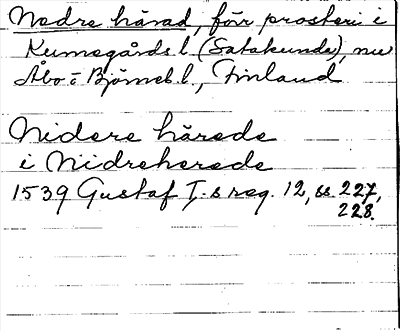 Nedre härad, förr prosteri i
Kumogårds l. (Satakunda), nu
Åbo o Björneb. l., Finland
Nidere härede
i Nidreherede
1539 Gustaf I:s reg. 12, ss. 227,
228.